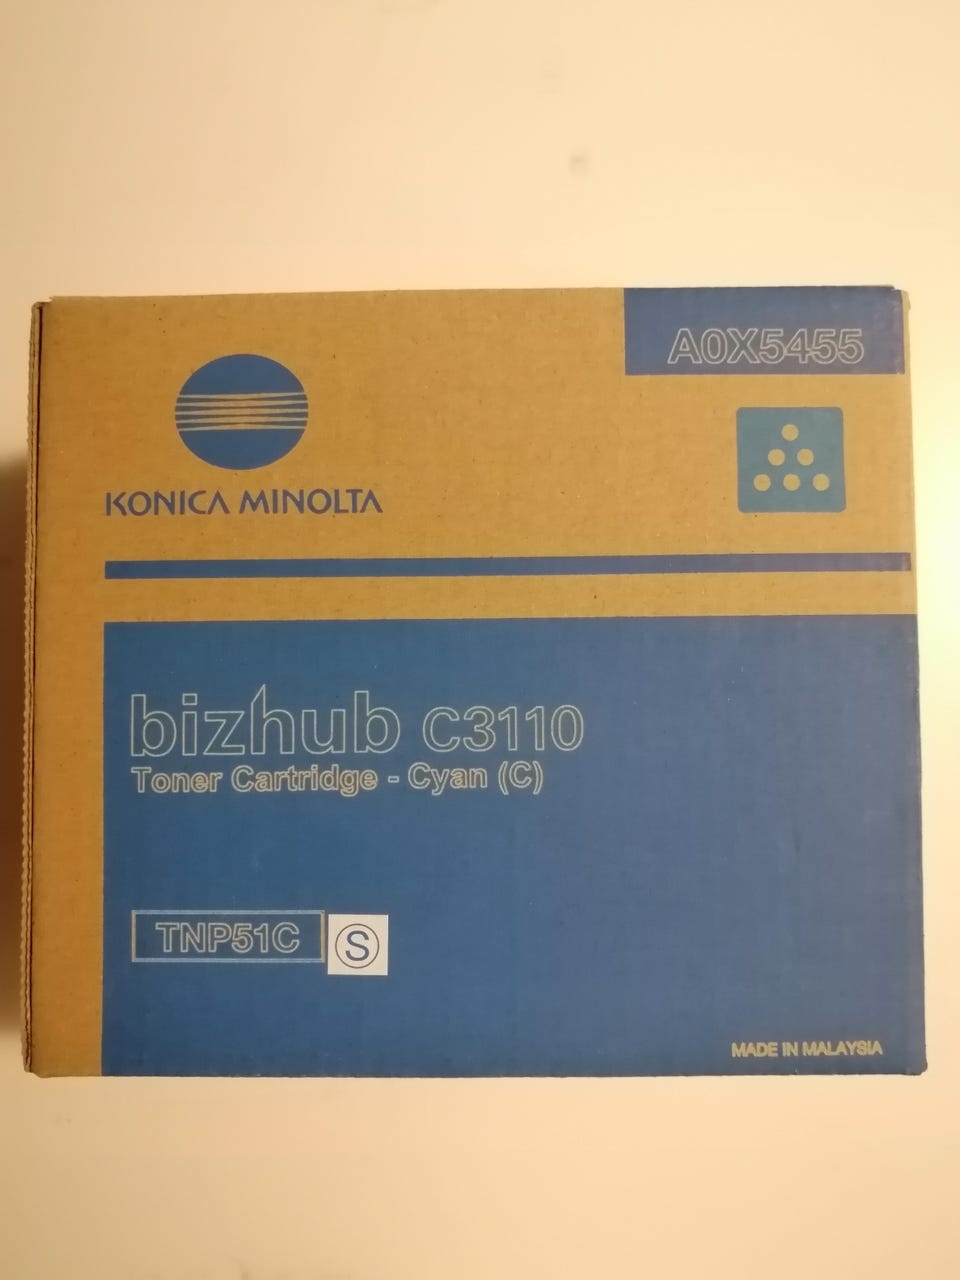 A0X5455
KONICA MINOLTA
bizhub C3110
Toner Cartridge - Cyan (C)
TNP51C
S
MADE IN MALAYSIA